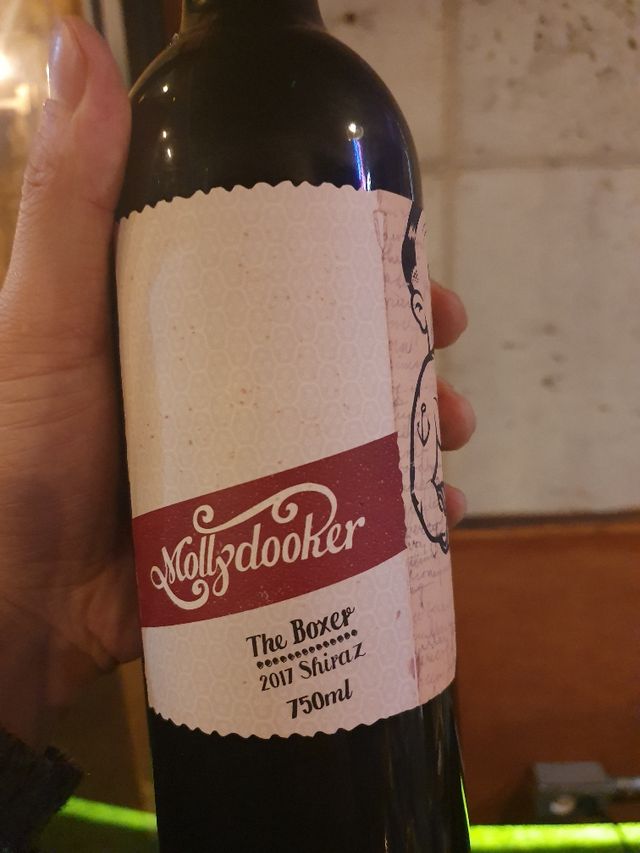 Mollydooker
The Boxer
2017 Shiraz
750ml